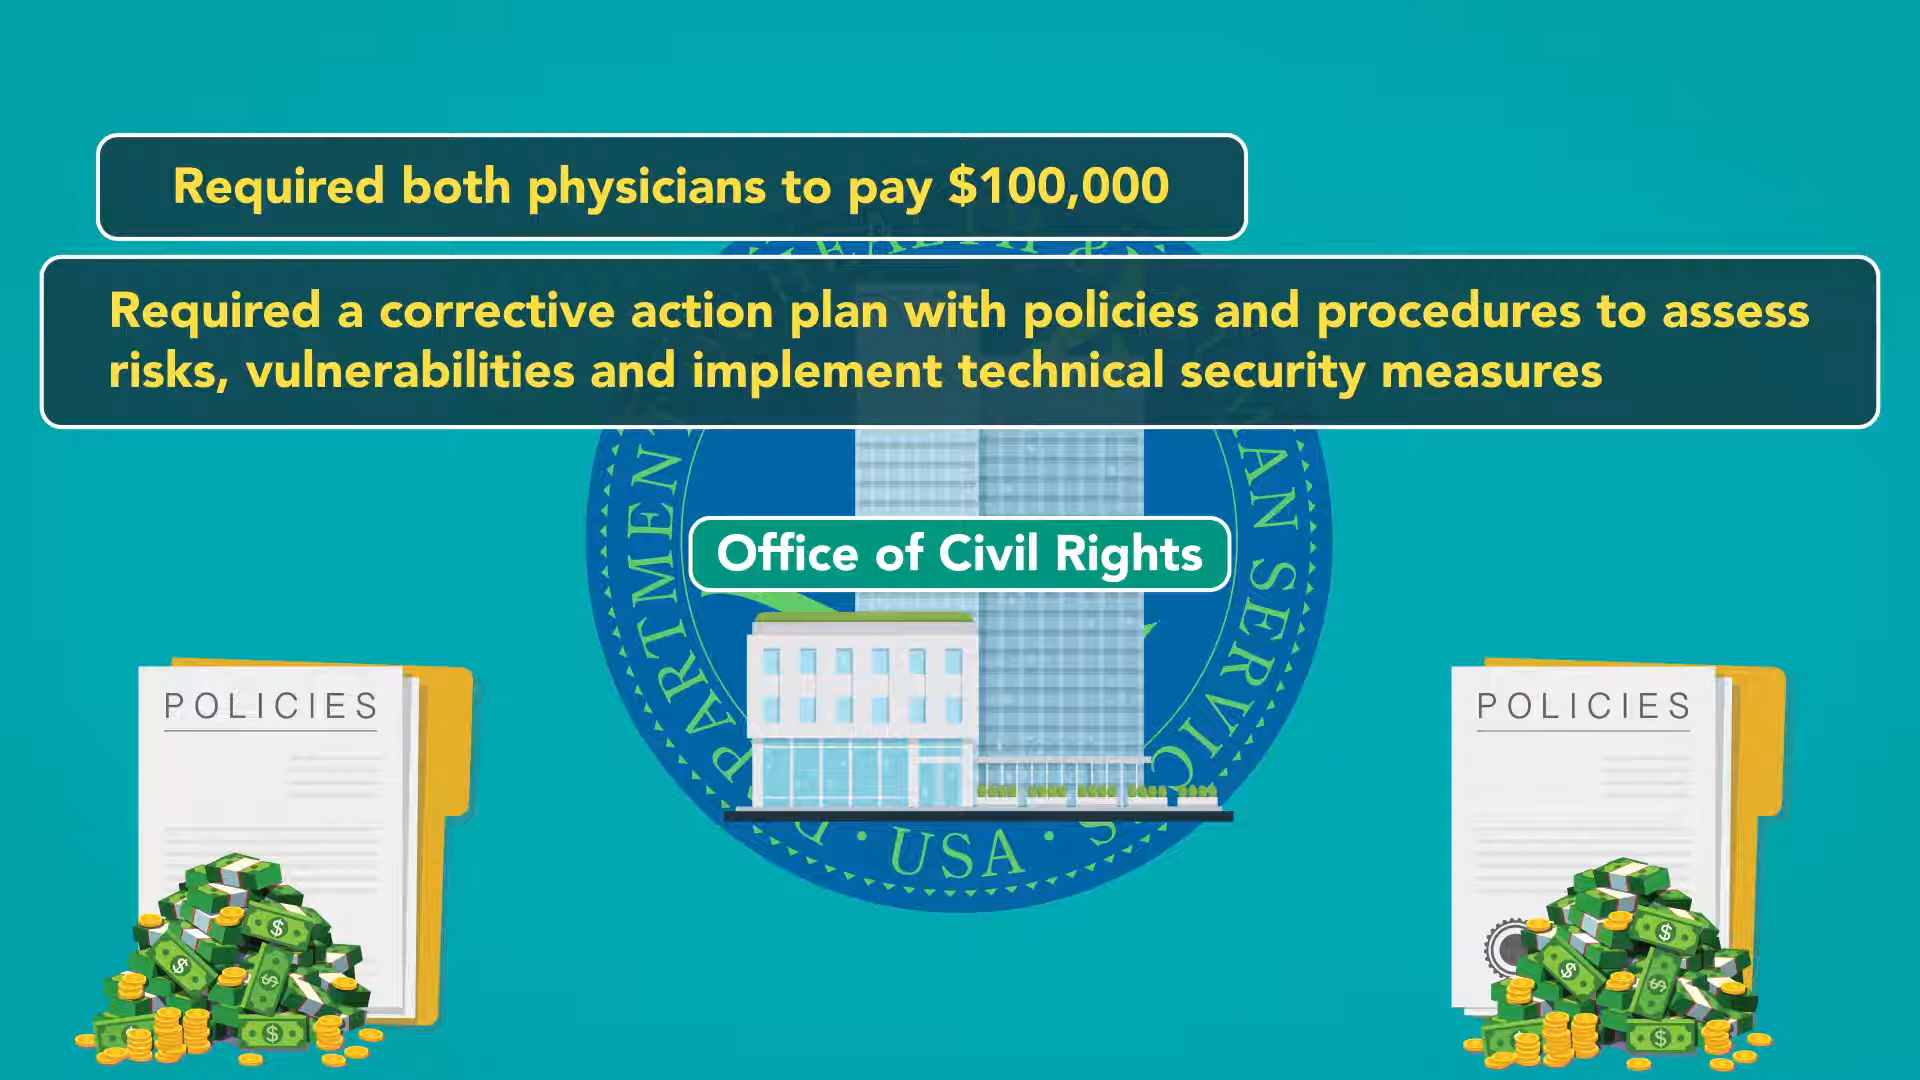 Required both physicians to pay $100,000
Required a corrective action plan with policies and procedures to assess
risks, vulnerabilities and implement technical security measures
Office of Civil Rights
POLICIES
POLICIES
USA